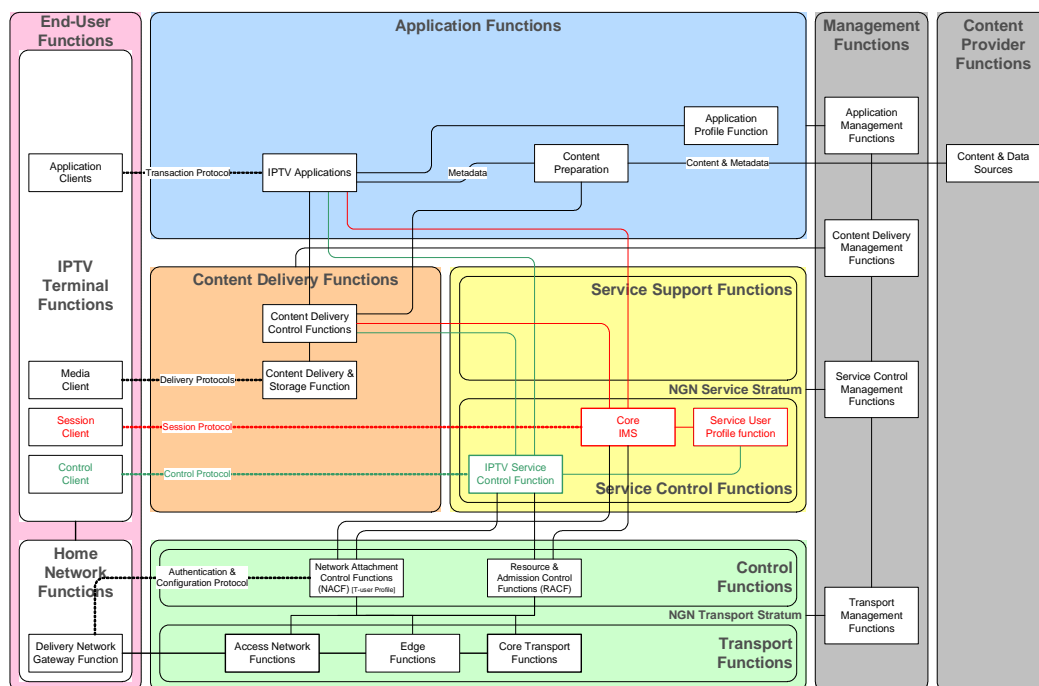 End-User
Functions
Application Functions
Management
Functions
Content
Provider
Functions
Application
Profile Function
Application
Management
Functions
Application
Clients
Transaction Protocol
IPTV Applications
Metadata
Content
Preparation
Content & Metadata
Content & Data
Sources
IPTV
Terminal
Functions
Content Delivery
Management
Functions
Content Delivery Functions
Service Support Functions
Content Delivery
Control Functions
Media
Client
Delivery Protocols
Content Delivery &
Storage Function
NGN Service Stratum
Service Control
Management
Functions
Session
Client
Session Protocol
Core
IMS
Service User
Profile function
Control
Client
Control Protocol
IPTV Service
Control Function
Service Control Functions
Home
Network
Functions
Authentication &
Configuration Protocol
Network Attachment
Control Functions
(NACF) [T-user Profile]
Resource &
Admission Control
Functions (RACF)
Control
Functions
NGN Transport Stratum
Transport
Management
Functions
Delivery Network
Gateway Function
Access Network
Functions
Edge
Functions
Core Transport
Functions
Transport
Functions